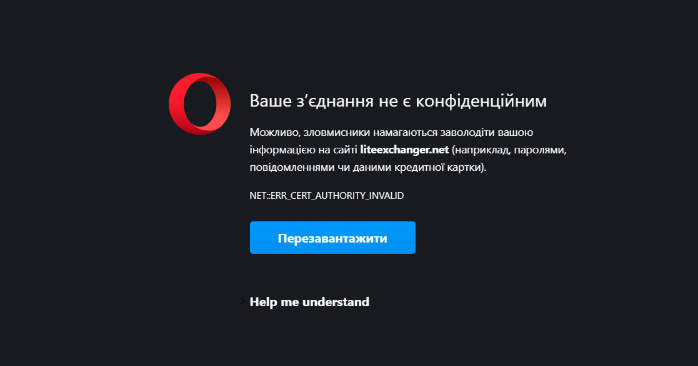 Ваше з’єднання не є конфіденційним
Можливо, зловмисники намагаються заволодіти вашою
інформацією на сайті liteexchanger.net (наприклад, паролями,
повідомленнями чи даними кредитної картки).
NET::ERR_CERT_AUTHORITY_INVALID
Перезавантажити
Help me understand